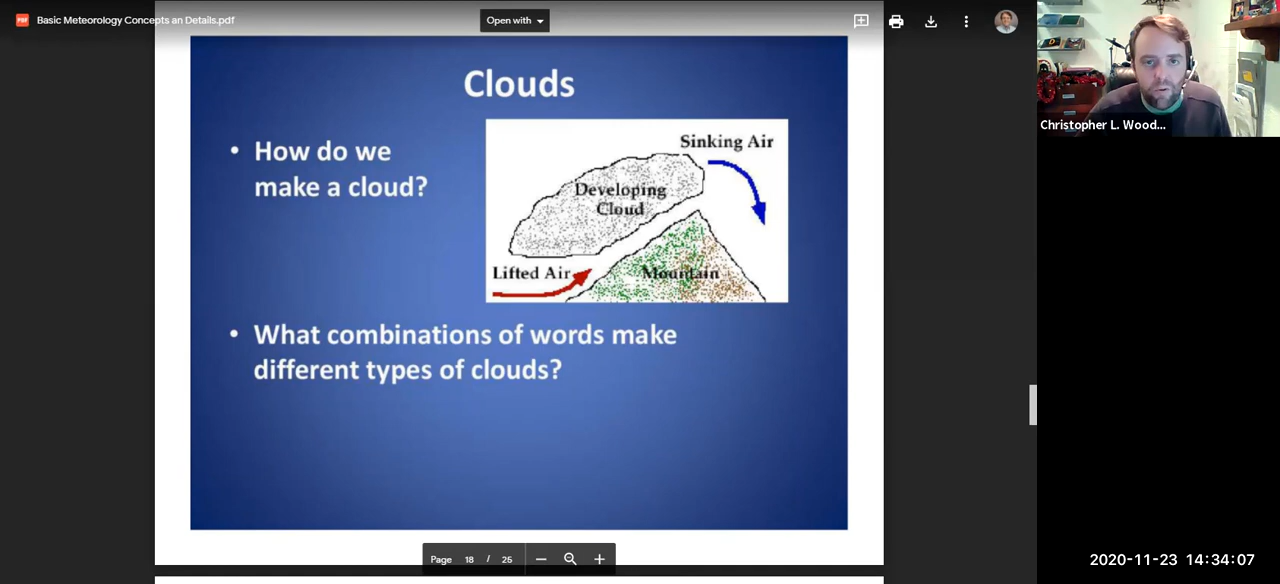 PDF
Basic Meteorology Concepts an Details.pdf
Open with
Clouds
• How do we
make a cloud?
Sinking Air
Developing
Cloud
Lifted Air
Mountain
• What combinations of words make
different types of clouds?
Page 18 / 25
Christopher L. Wood...
2020-11-23 14:34:07